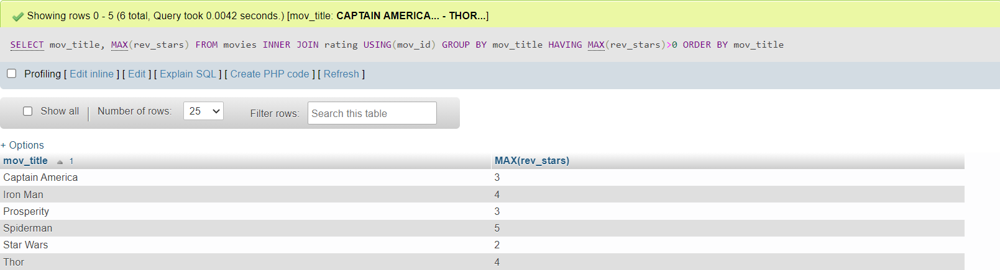 Showing rows 0 - 5 (6 total, Query took 0.0042 seconds.) [mov_title: CAPTAIN AMERICA... - THOR...]
SELECT mov_title, MAX(rev_stars) FROM movies INNER JOIN rating USING(mov_id) GROUP BY mov_title HAVING MAX(rev_stars)>0 ORDER BY mov_title
Profiling [ Edit inline ] [ Edit ] [ Explain SQL ] [ Create PHP code ] [ Refresh ]
Show all | Number of rows: 25 Filter rows: Search this table
+ Options
mov_title 1 MAX(rev_stars)
Captain America 3
Iron Man 4
Prosperity 3
Spiderman 5
Star Wars 2
Thor 4